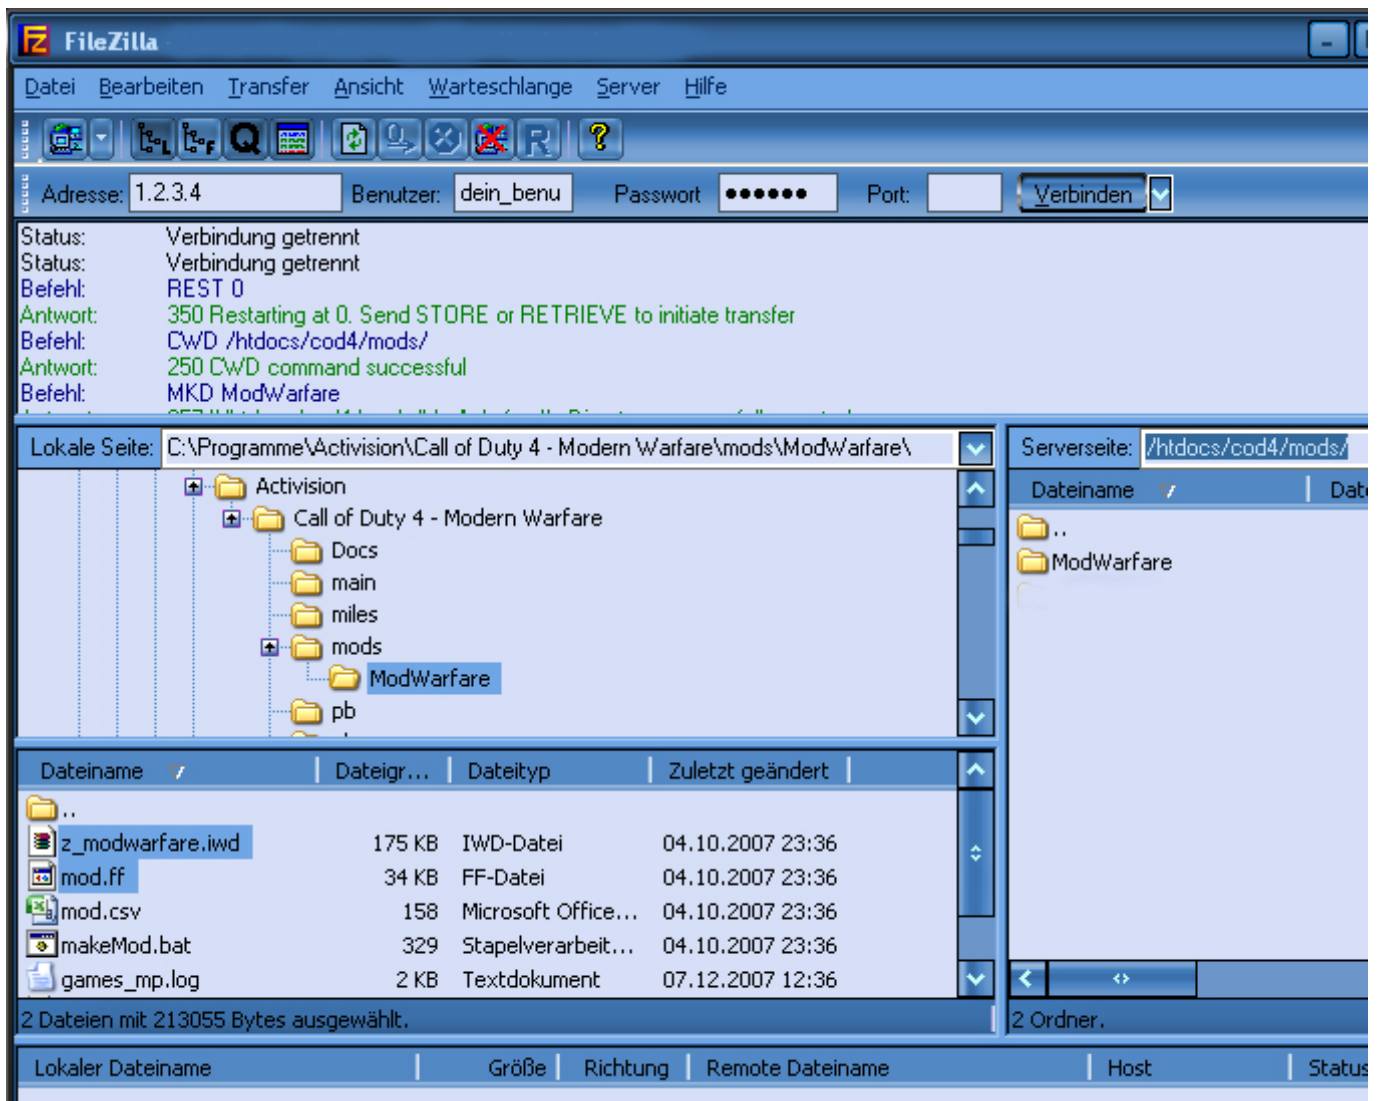 FileZilla
Datei Bearbeiten Transfer Ansicht Warteschlange Server Hilfe
Adresse: 1.2.3.4 Benutzer: dein_benu Passwort ●●●●●● Port: Verbinden
Status: Verbindung getrennt
Status: Verbindung getrennt
Befehl: REST 0
Antwort: 350 Restarting at 0. Send STORE or RETRIEVE to initiate transfer
Befehl: CWD /htdocs/cod4/mods/
Antwort: 250 CWD command successful
Befehl: MKD ModWarfare
Lokale Seite: C:\Programme\Activision\Call of Duty 4 - Modern Warfare\mods\ModWarfare\
Activision
Call of Duty 4 - Modern Warfare
Docs
main
miles
mods
ModWarfare
pb
Serverseite: /htdocs/cod4/mods/
Dateiname Date
..
ModWarfare
Dateiname Dateigr... Dateityp Zuletzt geändert
..
z_modwarfare.iwd 175 KB IWD-Datei 04.10.2007 23:36
mod.ff 34 KB FF-Datei 04.10.2007 23:36
mod.csv 158 Microsoft Office... 04.10.2007 23:36
makeMod.bat 329 Stapelverarbeit... 04.10.2007 23:36
games_mp.log 2 KB Textdokument 07.12.2007 12:36
2 Dateien mit 213055 Bytes ausgewählt.
2 Ordner.
Lokaler Dateiname Größe Richtung Remote Dateiname Host Status